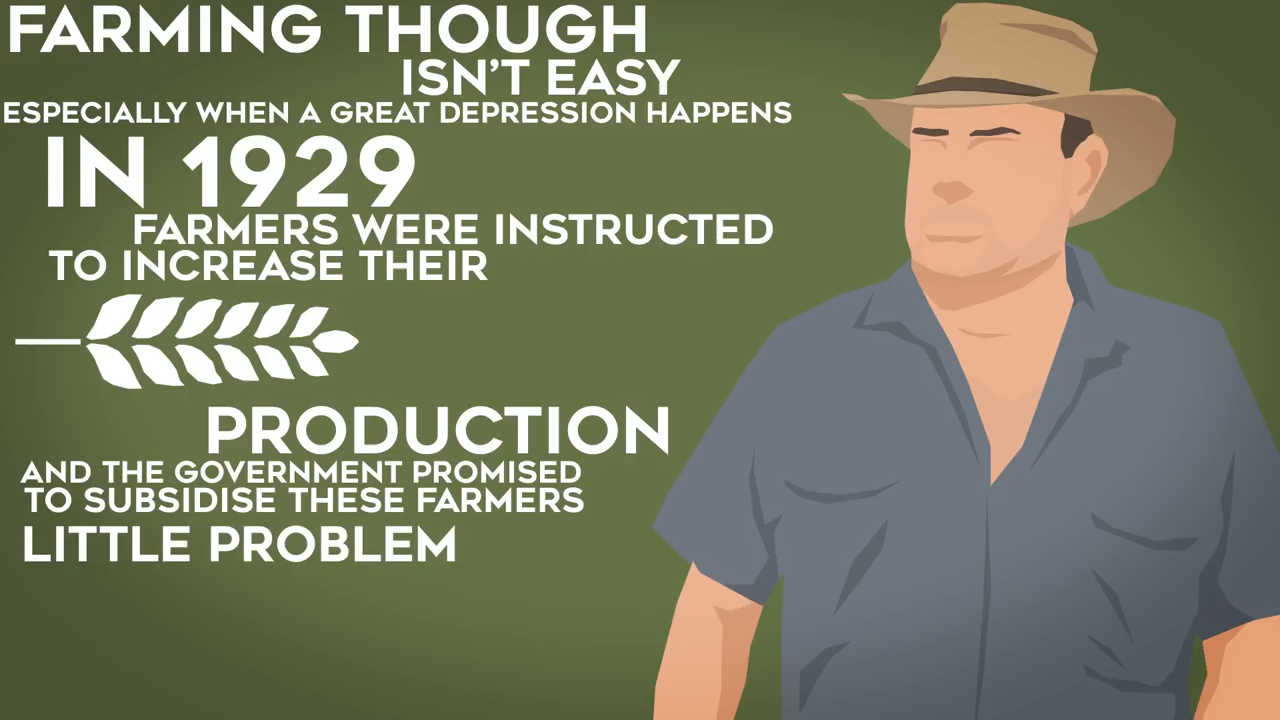 FARMING THOUGH
ISN'T EASY
ESPECIALLY WHEN A GREAT DEPRESSION HAPPENS
IN 1929
FARMERS WERE INSTRUCTED
TO INCREASE THEIR
PRODUCTION
AND THE GOVERNMENT PROMISED
TO SUBSIDISE THESE FARMERS
LITTLE PROBLEM